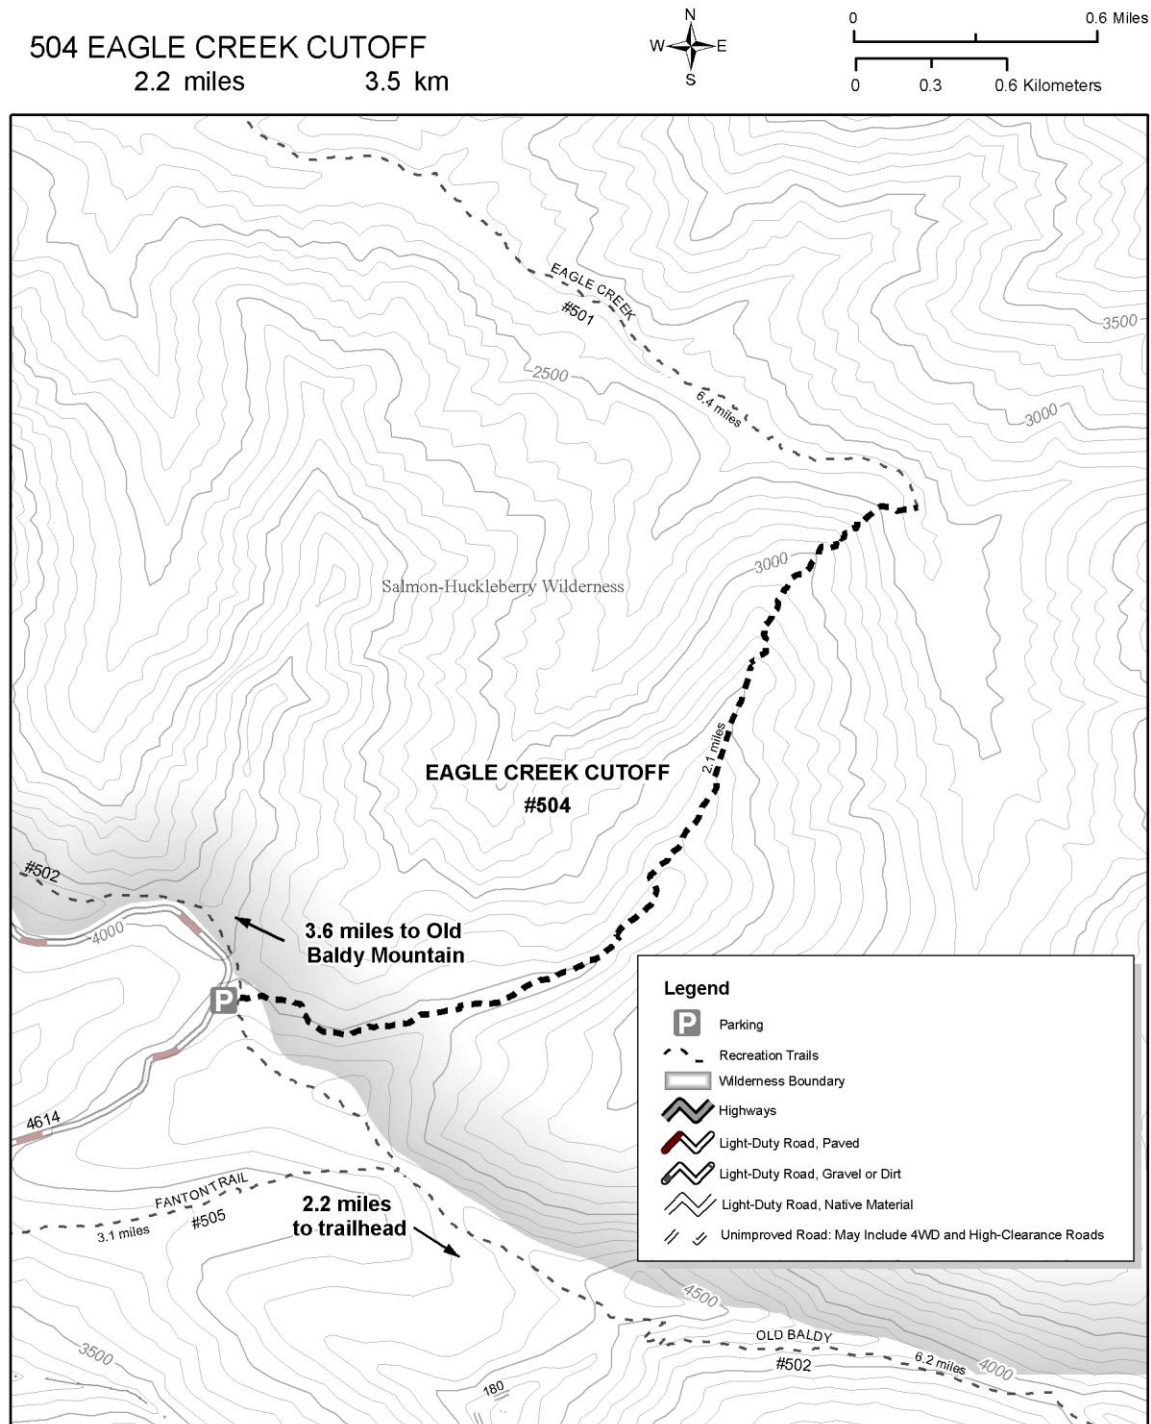 504 EAGLE CREEK CUTOFF
2.2 miles 3.5 km
N
W E
S
0 0.6 Miles
0 0.3 0.6 Kilometers
EAGLE CREEK
#501
3500
2500
6.4 miles
3000
3000
Salmon-Huckleberry Wilderness
2.1 miles
EAGLE CREEK CUTOFF
#504
#502
4000
3.6 miles to Old
Baldy Mountain
P
4614
FANTON TRAIL
3.1 miles
#505
2.2 miles
to trailhead
Legend
P Parking
Recreation Trails
Wilderness Boundary
Highways
Light-Duty Road, Paved
Light-Duty Road, Gravel or Dirt
Light-Duty Road, Native Material
Unimproved Road: May Include 4WD and High-Clearance Roads
4500
OLD BALDY
#502
6.2 miles
4000
3500
180